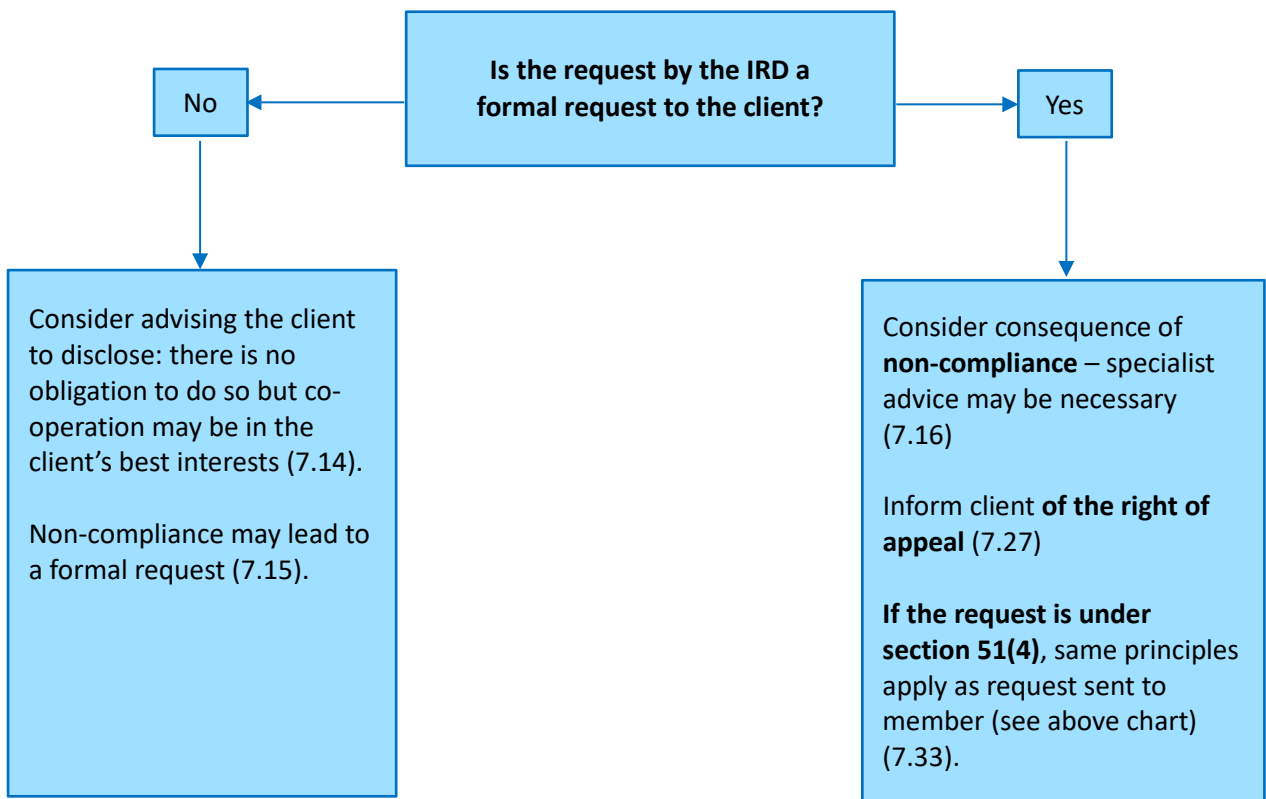 Is the request by the IRD a
formal request to the client?
No
Yes
Consider advising the client
to disclose: there is no
obligation to do so but co-
operation may be in the
client’s best interests (7.14).
Non-compliance may lead to
a formal request (7.15).
Consider consequence of
non-compliance – specialist
advice may be necessary
(7.16)
Inform client of the right of
appeal (7.27)
If the request is under
section 51(4), same principles
apply as request sent to
member (see above chart)
(7.33).